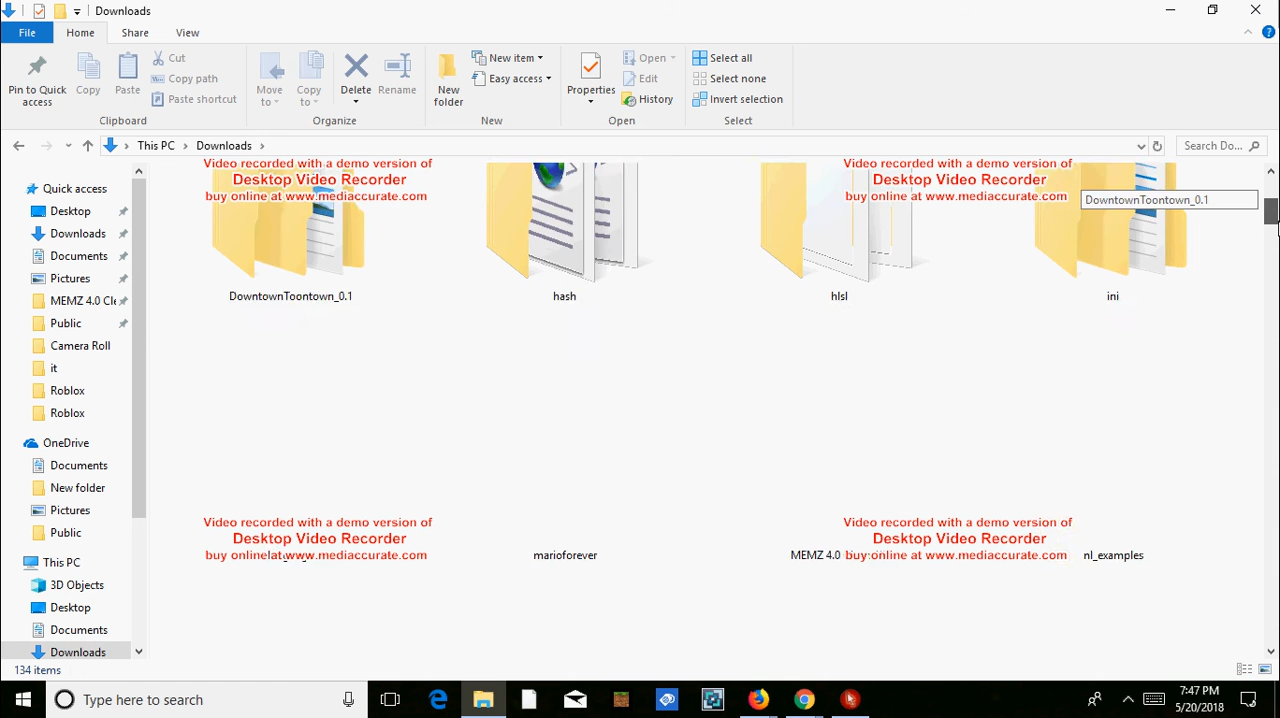 Downloads
File
Home
Share
View
Pin to Quick access
Copy
Paste
Cut
Copy path
Paste shortcut
Clipboard
Move to
Copy to
Delete
Rename
Organize
New folder
New item
Easy access
New
Properties
Open
Edit
History
Open
Select all
Select none
Invert selection
Select
This PC
Downloads
Search Do...
Quick access
Desktop
Downloads
Documents
Pictures
MEMZ 4.0 Cle
Public
Camera Roll
it
Roblox
Roblox
OneDrive
Documents
New folder
Pictures
Public
This PC
3D Objects
Desktop
Documents
Downloads
Video recorded with a demo version of
Desktop Video Recorder
buy online at www.mediaccurate.com
Video recorded with a demo version of
Desktop Video Recorder
buy online at www.mediaccurate.com
DowntownToontown_0.1
DowntownToontown_0.1
hash
hlsl
ini
Video recorded with a demo version of
Desktop Video Recorder
buy online at www.mediaccurate.com
marioforever
Video recorded with a demo version of
Desktop Video Recorder
MEMZ 4.0 buy online at www.mediaccurate.com
nl_examples
134 items
Type here to search
7:47 PM
5/20/2018